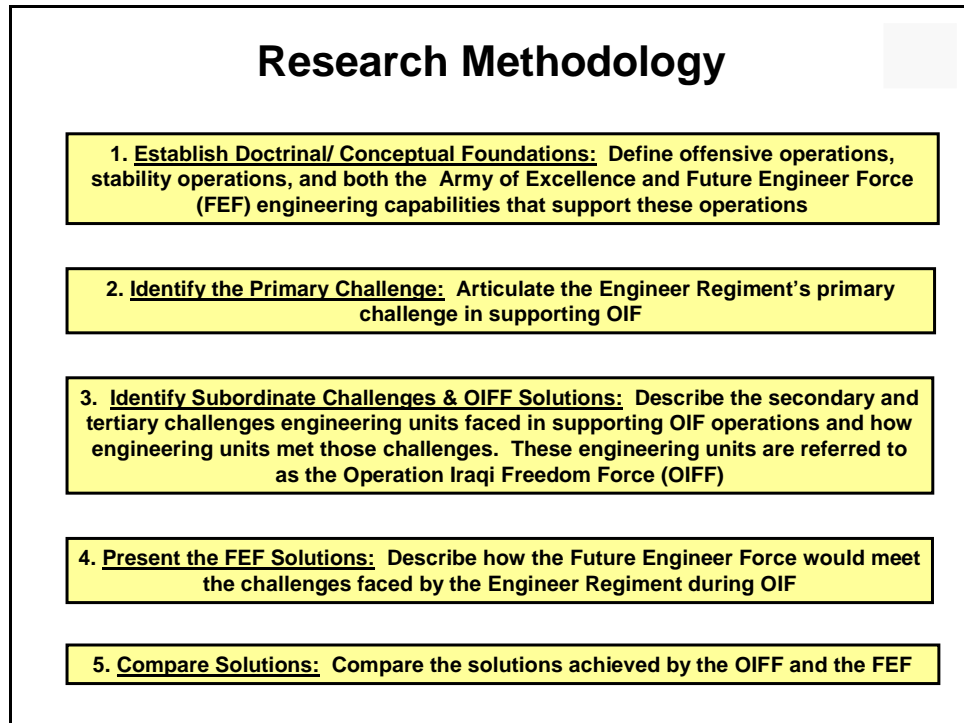 Research Methodology
1. Establish Doctrinal/ Conceptual Foundations: Define offensive operations,
stability operations, and both the Army of Excellence and Future Engineer Force
(FEF) engineering capabilities that support these operations
2. Identify the Primary Challenge: Articulate the Engineer Regiment's primary
challenge in supporting OIF
3. Identify Subordinate Challenges & OIFF Solutions: Describe the secondary and
tertiary challenges engineering units faced in supporting OIF operations and how
engineering units met those challenges. These engineering units are referred to
as the Operation Iraqi Freedom Force (OIFF)
4. Present the FEF Solutions: Describe how the Future Engineer Force would meet
the challenges faced by the Engineer Regiment during OIF
5. Compare Solutions: Compare the solutions achieved by the OIFF and the FEF